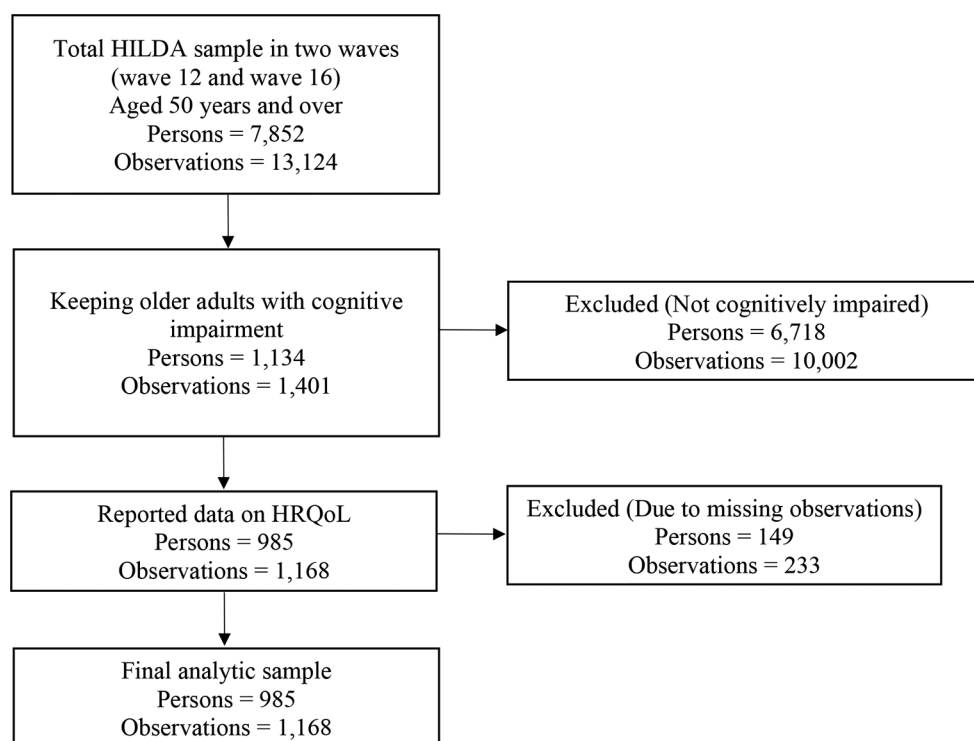 Total HILDA sample in two waves
(wave 12 and wave 16)
Aged 50 years and over
Persons = 7,852
Observations = 13,124
Keeping older adults with cognitive
impairment
Persons = 1,134
Observations = 1,401
Excluded (Not cognitively impaired)
Persons = 6,718
Observations = 10,002
Reported data on HRQoL
Persons = 985
Observations = 1,168
Excluded (Due to missing observations)
Persons = 149
Observations = 233
Final analytic sample
Persons = 985
Observations = 1,168